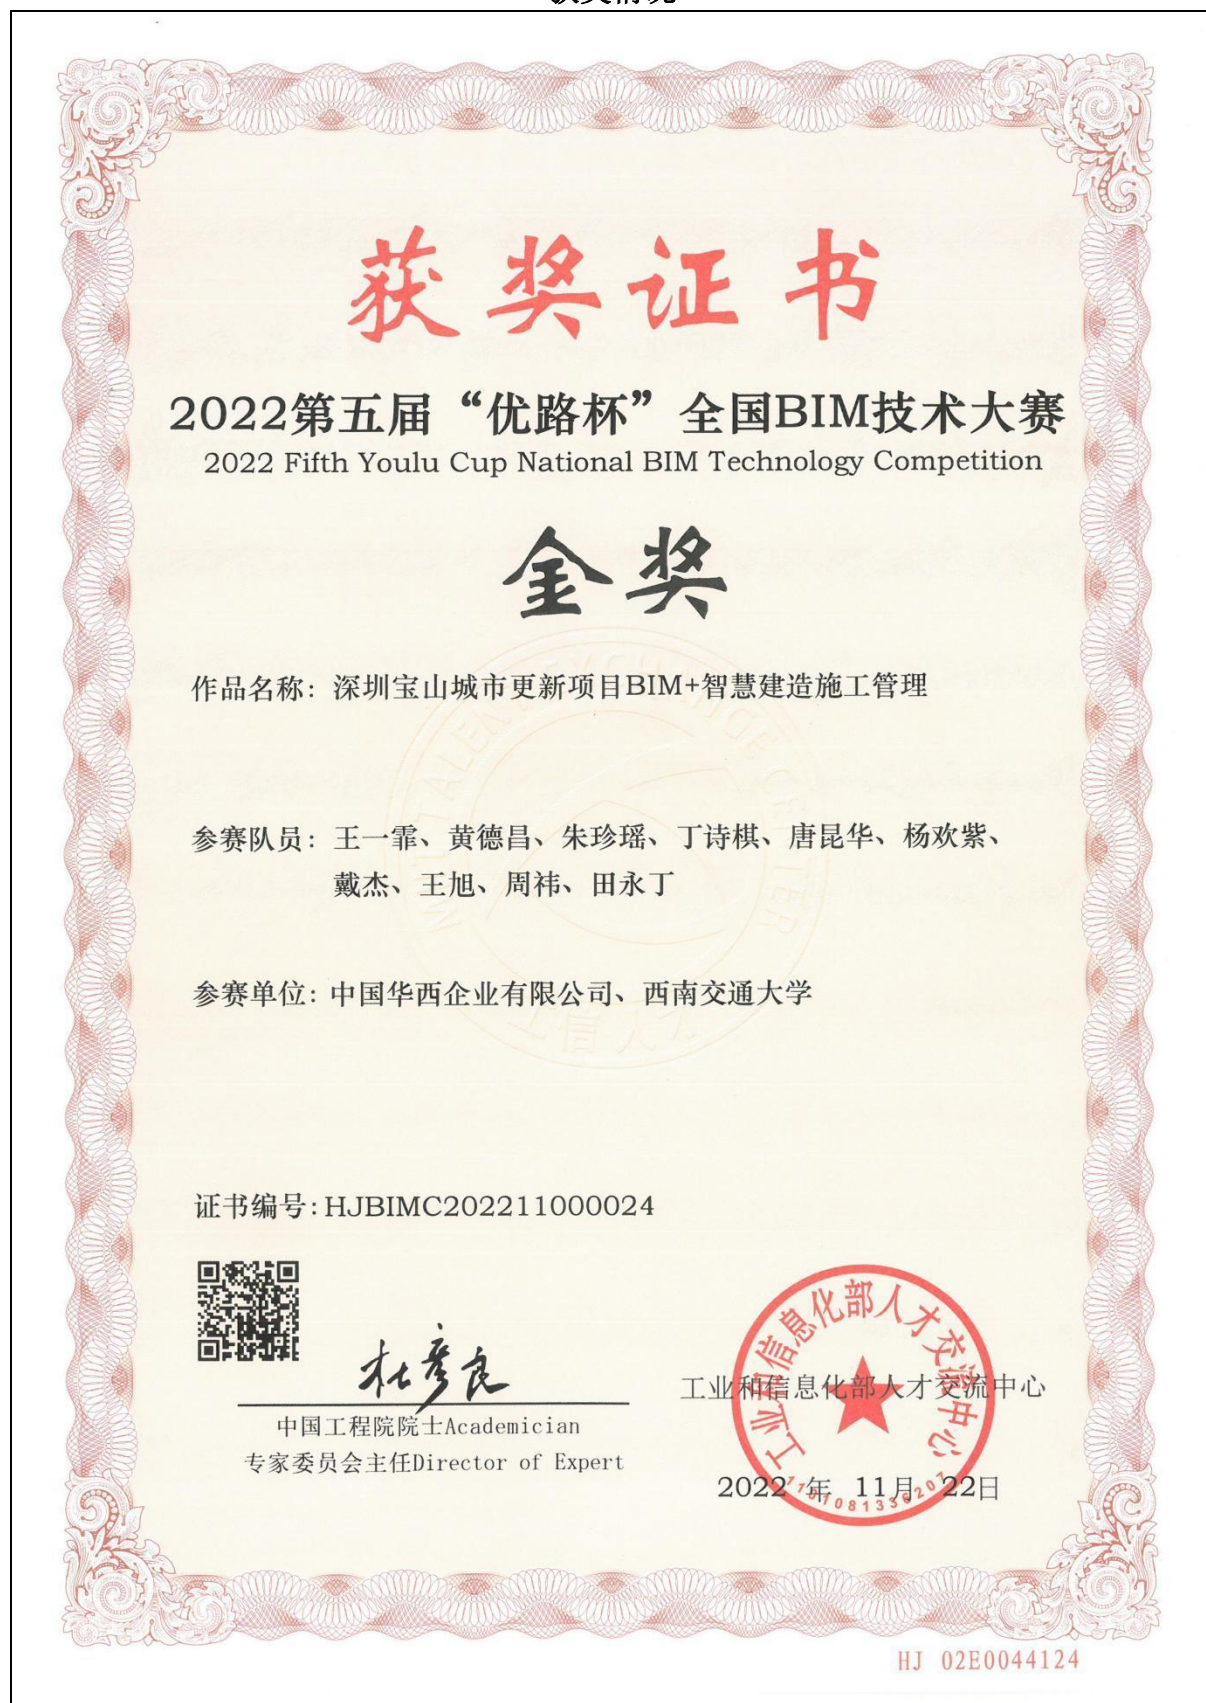 获奖证书
2022第五届“优路杯”全国BIM技术大赛
2022 Fifth Youlu Cup National BIM Technology Competition
金奖
作品名称：深圳宝山城市更新项目BIM+智慧建造施工管理
参赛队员：王一霏、黄德昌、朱珍瑶、丁诗棋、唐昆华、杨欢紫、
戴杰、王旭、周祎、田永丁
参赛单位：中国华西企业有限公司、西南交通大学
证书编号:HJBIMC202211000024
杜彦良
中国工程院院士Academician
专家委员会主任Director of Expert
工业和信息化部人才交流中心
工业和信息化部人才交流中心
2022 年 11月 22日
HJ 02E0044124